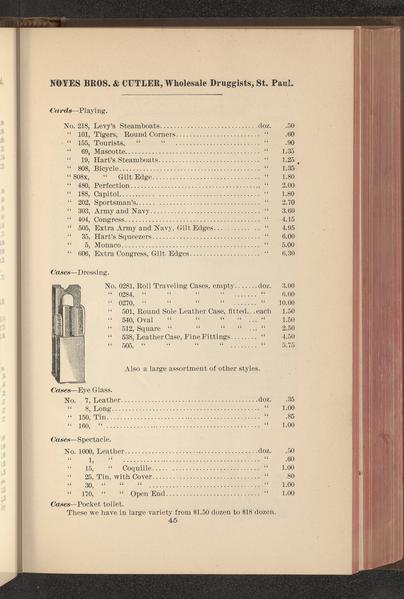 NOYES BROS. & CUTLER, Wholesale Druggists, St. Paul.
Cards—Playing.
No. 218, Levy's Steamboats............doz. .50
" 101, Tigers, Round Corners............ " .60
" 155, Tourists, " " ............ " .90
" 69, Mascotte............ " 1.35
" 19, Hart's Steamboats............ " 1.25
" 808, Bicycle............ " 1.35
" 808x, " Gilt Edge............ " 1.80
" 480, Perfection............ " 2.00
" 188, Capitol............ " 1.80
" 202, Sportsman's............ " 2.70
" 303, Army and Navy............ " 3.60
" 404, Congress............ " 4.15
" 505, Extra Army and Navy, Gilt Edges............ " 4.95
" 35, Hart's Squeezers............ " 6.00
" 5, Monaco............ " 5.00
" 606, Extra Congress, Gilt Edges............ " 6.30
Cases—Dressing.
No. 0281, Roll Traveling Cases, empty.......doz. 3.00
" 0284, " " " " ....... " 6.00
" 0270, " " " " ....... " 10.00
" 501, Round Sole Leather Case, fitted...each 1.50
" 540, Oval " " " " ... " 1.50
" 512, Square " " " " ... " 2.50
" 538, Leather Case, Fine Fittings....... " 4.50
" 505, " " " " ....... " 5.75
Also a large assortment of other styles.
Cases—Eye Glass.
No. 7, Leather............doz. .35
" 8, Long............ " 1.00
" 150, Tin............ " .85
" 160, " ............ " 1.00
Cases—Spectacle.
No. 1000, Leather............doz. .50
" 1, " ............ " .60
" 15, " Coquille............ " 1.00
" 25, Tin, with Cover............ " 80
" 30, " " " ............ " 1.00
" 170, " " Open End............ " 1.00
Cases—Pocket toilet.
These we have in large variety from $1.50 dozen to $18 dozen.
45